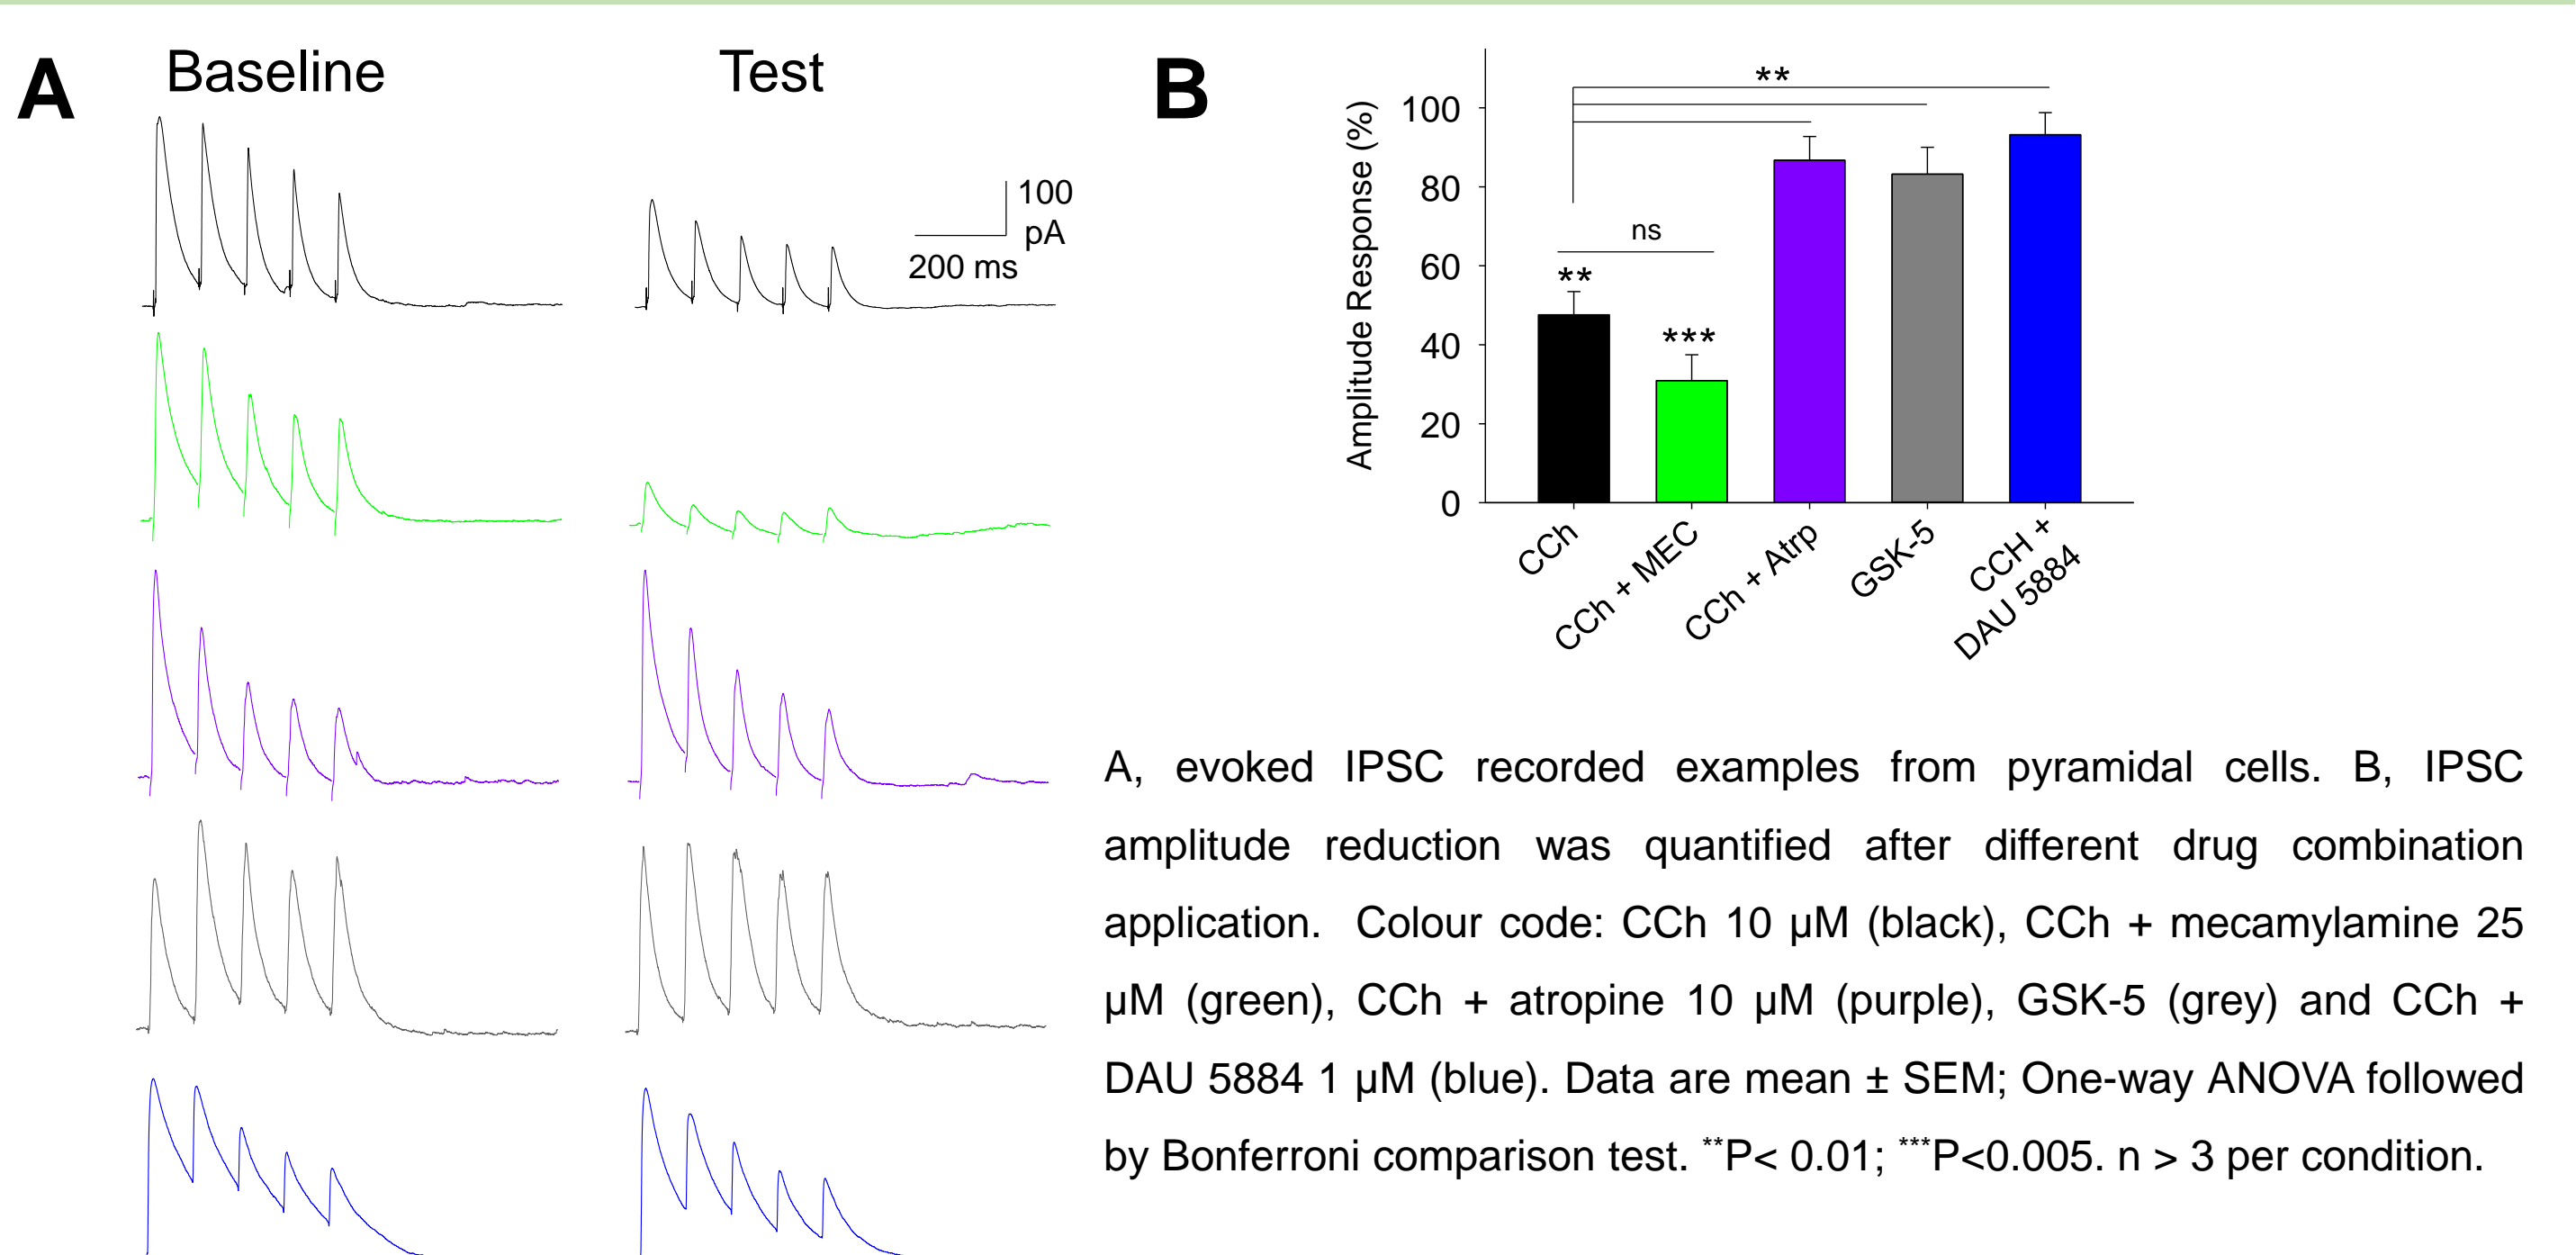 A
Baseline
Test
100
pA
200 ms
B
Amplitude Response (%)
100
80
60
40
20
0
**
ns
**
***
CCh
CCh + MEC
CCh + Atrp
GSK-5
CCH +
DAU 5884
A, evoked IPSC recorded examples from pyramidal cells. B, IPSC
amplitude reduction was quantified after different drug combination
application. Colour code: CCh 10 µM (black), CCh + mecamylamine 25
µM (green), CCh + atropine 10 µM (purple), GSK-5 (grey) and CCh +
DAU 5884 1 µM (blue). Data are mean ± SEM; One-way ANOVA followed
by Bonferroni comparison test. **P< 0.01; ***P<0.005. n > 3 per condition.